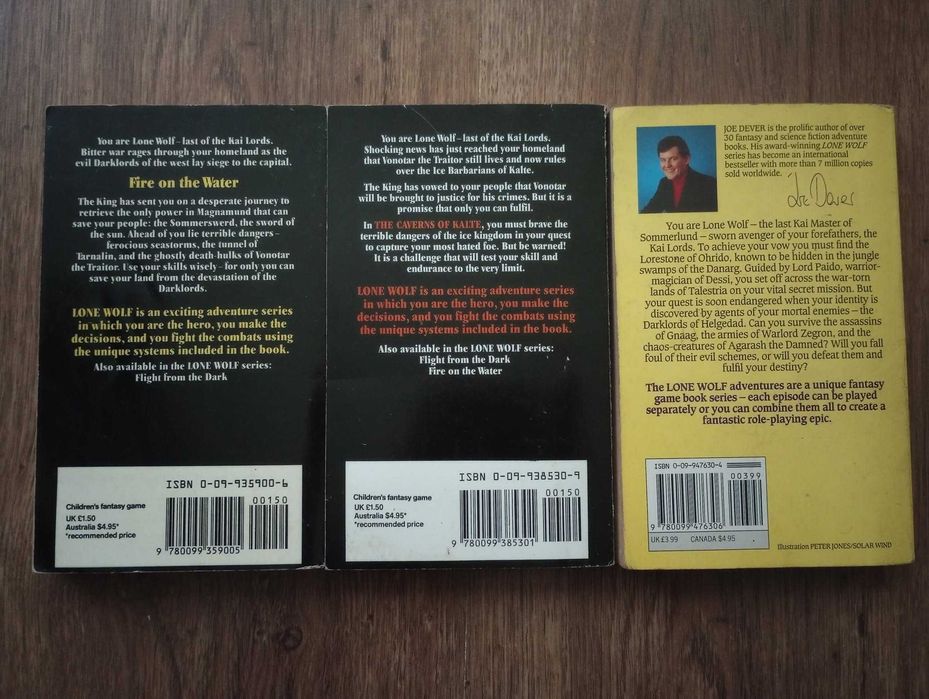 You are Lone Wolf – last of the Kai Lords.
Bitter war rages through your homeland as the
evil Darklords of the west lay siege to the capital.
Fire on the Water
The King has sent you on a desperate journey to
retrieve the only power in Magnamund that can
save your people: the Sommerswerd, the sword of
the sun. Ahead of you lie terrible dangers –
ferocious seastorms, the tunnel of
Tarnalin, and the ghostly death-hulks of Vonotar
the Traitor. Use your skills wisely – for only you can
save your land from the devastation of the
Darklords.
LONE WOLF is an exciting adventure series
in which you are the hero, you make the
decisions, and you fight the combats using
the unique systems included in the book.
Also available in the LONE WOLF series:
Flight from the Dark
ISBN 0-09-935900-6
00150
Children's fantasy game
UK £1.50
Australia $4.95*
*recommended price
9 780099 359005
You are Lone Wolf – last of the Kai Lords.
Shocking news has just reached your homeland
that Vonotar the Traitor still lives and now rules
over the Ice Barbarians of Kalte.
The King has vowed to your people that Vonotar
will be brought to justice for his crimes. But it is a
promise that only you can fulfil.
In THE CAVERNS OF KALTE, you must brave the
terrible dangers of the ice kingdom in your quest
to capture your most hated foe. But be warned!
It is a challenge that will test your skill and
endurance to the very limit.
LONE WOLF is an exciting adventure series
in which you are the hero, you make the
decisions, and you fight the combats using
the unique systems included in the book.
Also available in the LONE WOLF series:
Flight from the Dark
Fire on the Water
ISBN 0-09-938530-9
00150
Children's fantasy game
UK £1.50
Australia $4.95*
*recommended price
9 780099 385301
JOE DEVER is the prolific author of over
30 fantasy and science fiction adventure
books. His award-winning LONE WOLF
series has become an international
bestseller with more than 7 million copies
sold worldwide.
Joe Dever
You are Lone Wolf – the last Kai Master of
Sommerlund – sworn avenger of your forefathers, the
Kai Lords. To achieve your vow you must find the
Lorestone of Ohrido, known to be hidden in the jungle
swamps of the Danarg. Guided by Lord Paido, warrior-
magician of Dessi, you set off across the war-torn
lands of Talestria on your vital secret mission. But
your quest is soon endangered when your identity is
discovered by agents of your mortal enemies – the
Darklords of Helgedad. Can you survive the assassins
of Gnaag, the armies of Warlord Zegron, and the
chaos-creatures of Agarash the Damned? Will you fall
foul of their evil schemes, or will you defeat them and
fulfil your destiny?
The LONE WOLF adventures are a unique fantasy
game book series – each episode can be played
separately or you can combine them all to create a
fantastic role-playing epic.
ISBN 0-09-947630-4
00399
9 780099 476306
UK £3.99 CANADA $4.95
Illustration PETER JONES/SOLAR WIND